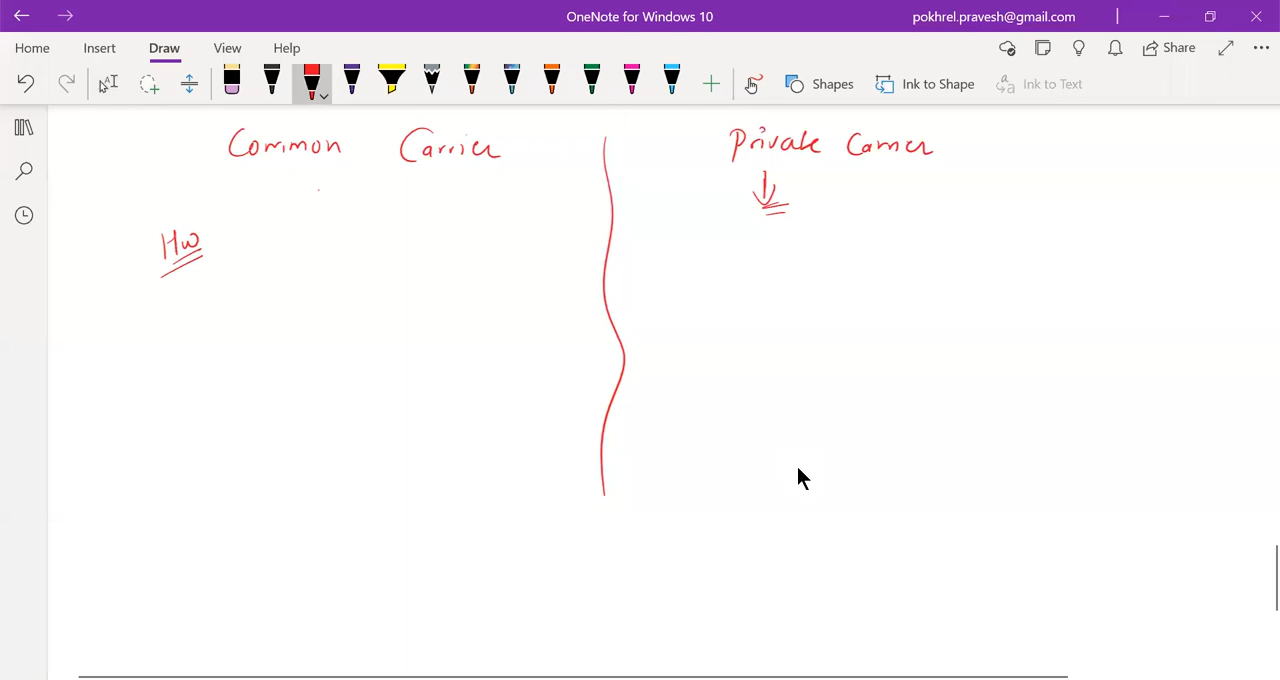 OneNote for Windows 10
pokhrel.pravesh@gmail.com
Home Insert Draw View Help
Share
Shapes
Ink to Shape
Ink to Text
Common Carrier
Private Carrier
HW